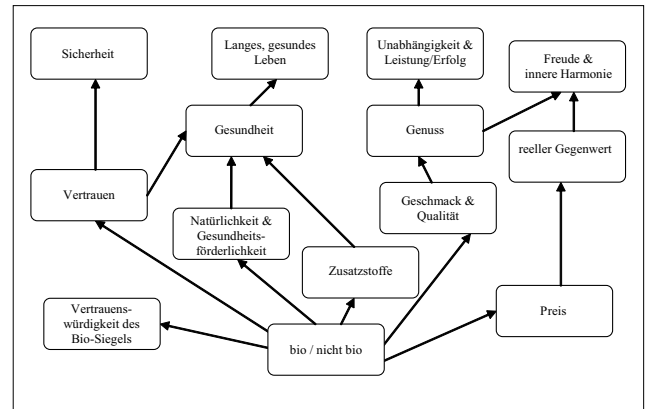 Sicherheit
Langes, gesundes
Leben
Unabhängigkeit &
Leistung/Erfolg
Freude &
innere Harmonie
Gesundheit
Genuss
reeller Gegenwert
Vertrauen
Geschmack &
Qualität
Natürlichkeit &
Gesundheits-
förderlichkeit
Zusatzstoffe
Vertrauens-
würdigkeit des
Bio-Siegels
Preis
bio / nicht bio